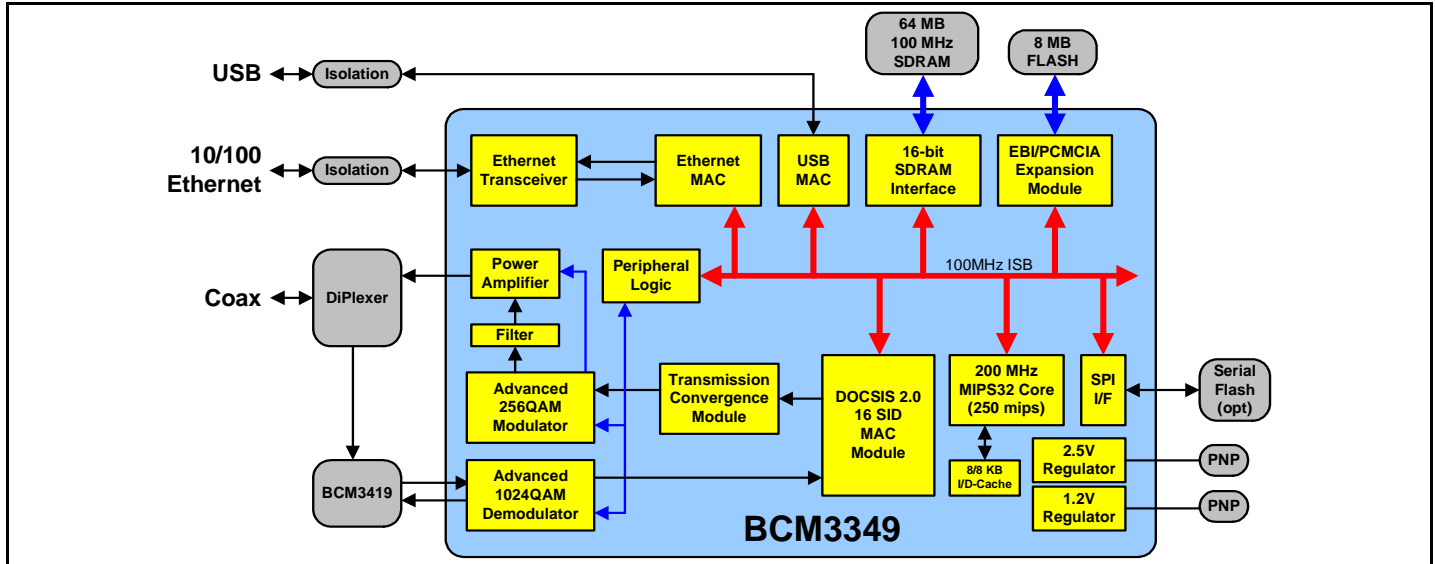 64 MB
100 MHz
SDRAM
8 MB
FLASH
USB
Isolation
10/100
Ethernet
Isolation
Ethernet
Transceiver
Ethernet
MAC
USB
MAC
16-bit
SDRAM
Interface
EBI/PCMCIA
Expansion
Module
Power
Amplifier
Peripheral
Logic
100MHz ISB
Coax
DiPlexer
Filter
Advanced
256QAM
Modulator
Transmission
Convergence
Module
DOCSIS 2.0
16 SID
MAC
Module
200 MHz
MIPS32 Core
(250 mips)
SPI
I/F
Serial
Flash
(opt)
8/8 KB
I/D-Cache
2.5V
Regulator
PNP
BCM3419
Advanced
1024QAM
Demodulator
1.2V
Regulator
PNP
BCM3349